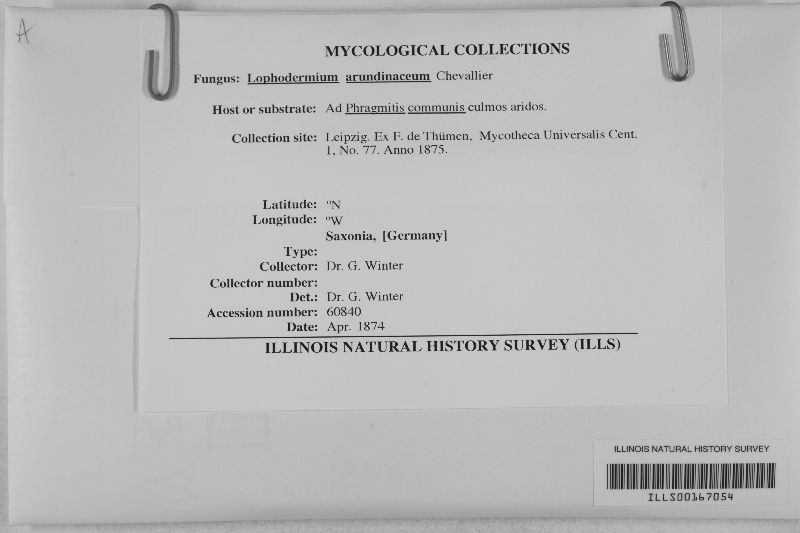 A
MYCOLOGICAL COLLECTIONS
Fungus: Lophodermium arundinaceum Chevallier
Host or substrate: Ad Phragmitis communis culmos aridos.
Collection site: Leipzig. Ex F. de Thümen, Mycotheca Universalis Cent.
1, No. 77. Anno 1875.
Latitude: °N
Longitude: °W
Saxonia, [Germany]
Type:
Collector: Dr. G. Winter
Collector number:
Det.: Dr. G. Winter
Accession number: 60840
Date: Apr. 1874
ILLINOIS NATURAL HISTORY SURVEY (ILLS)
ILLINOIS NATURAL HISTORY SURVEY
ILLS00167054